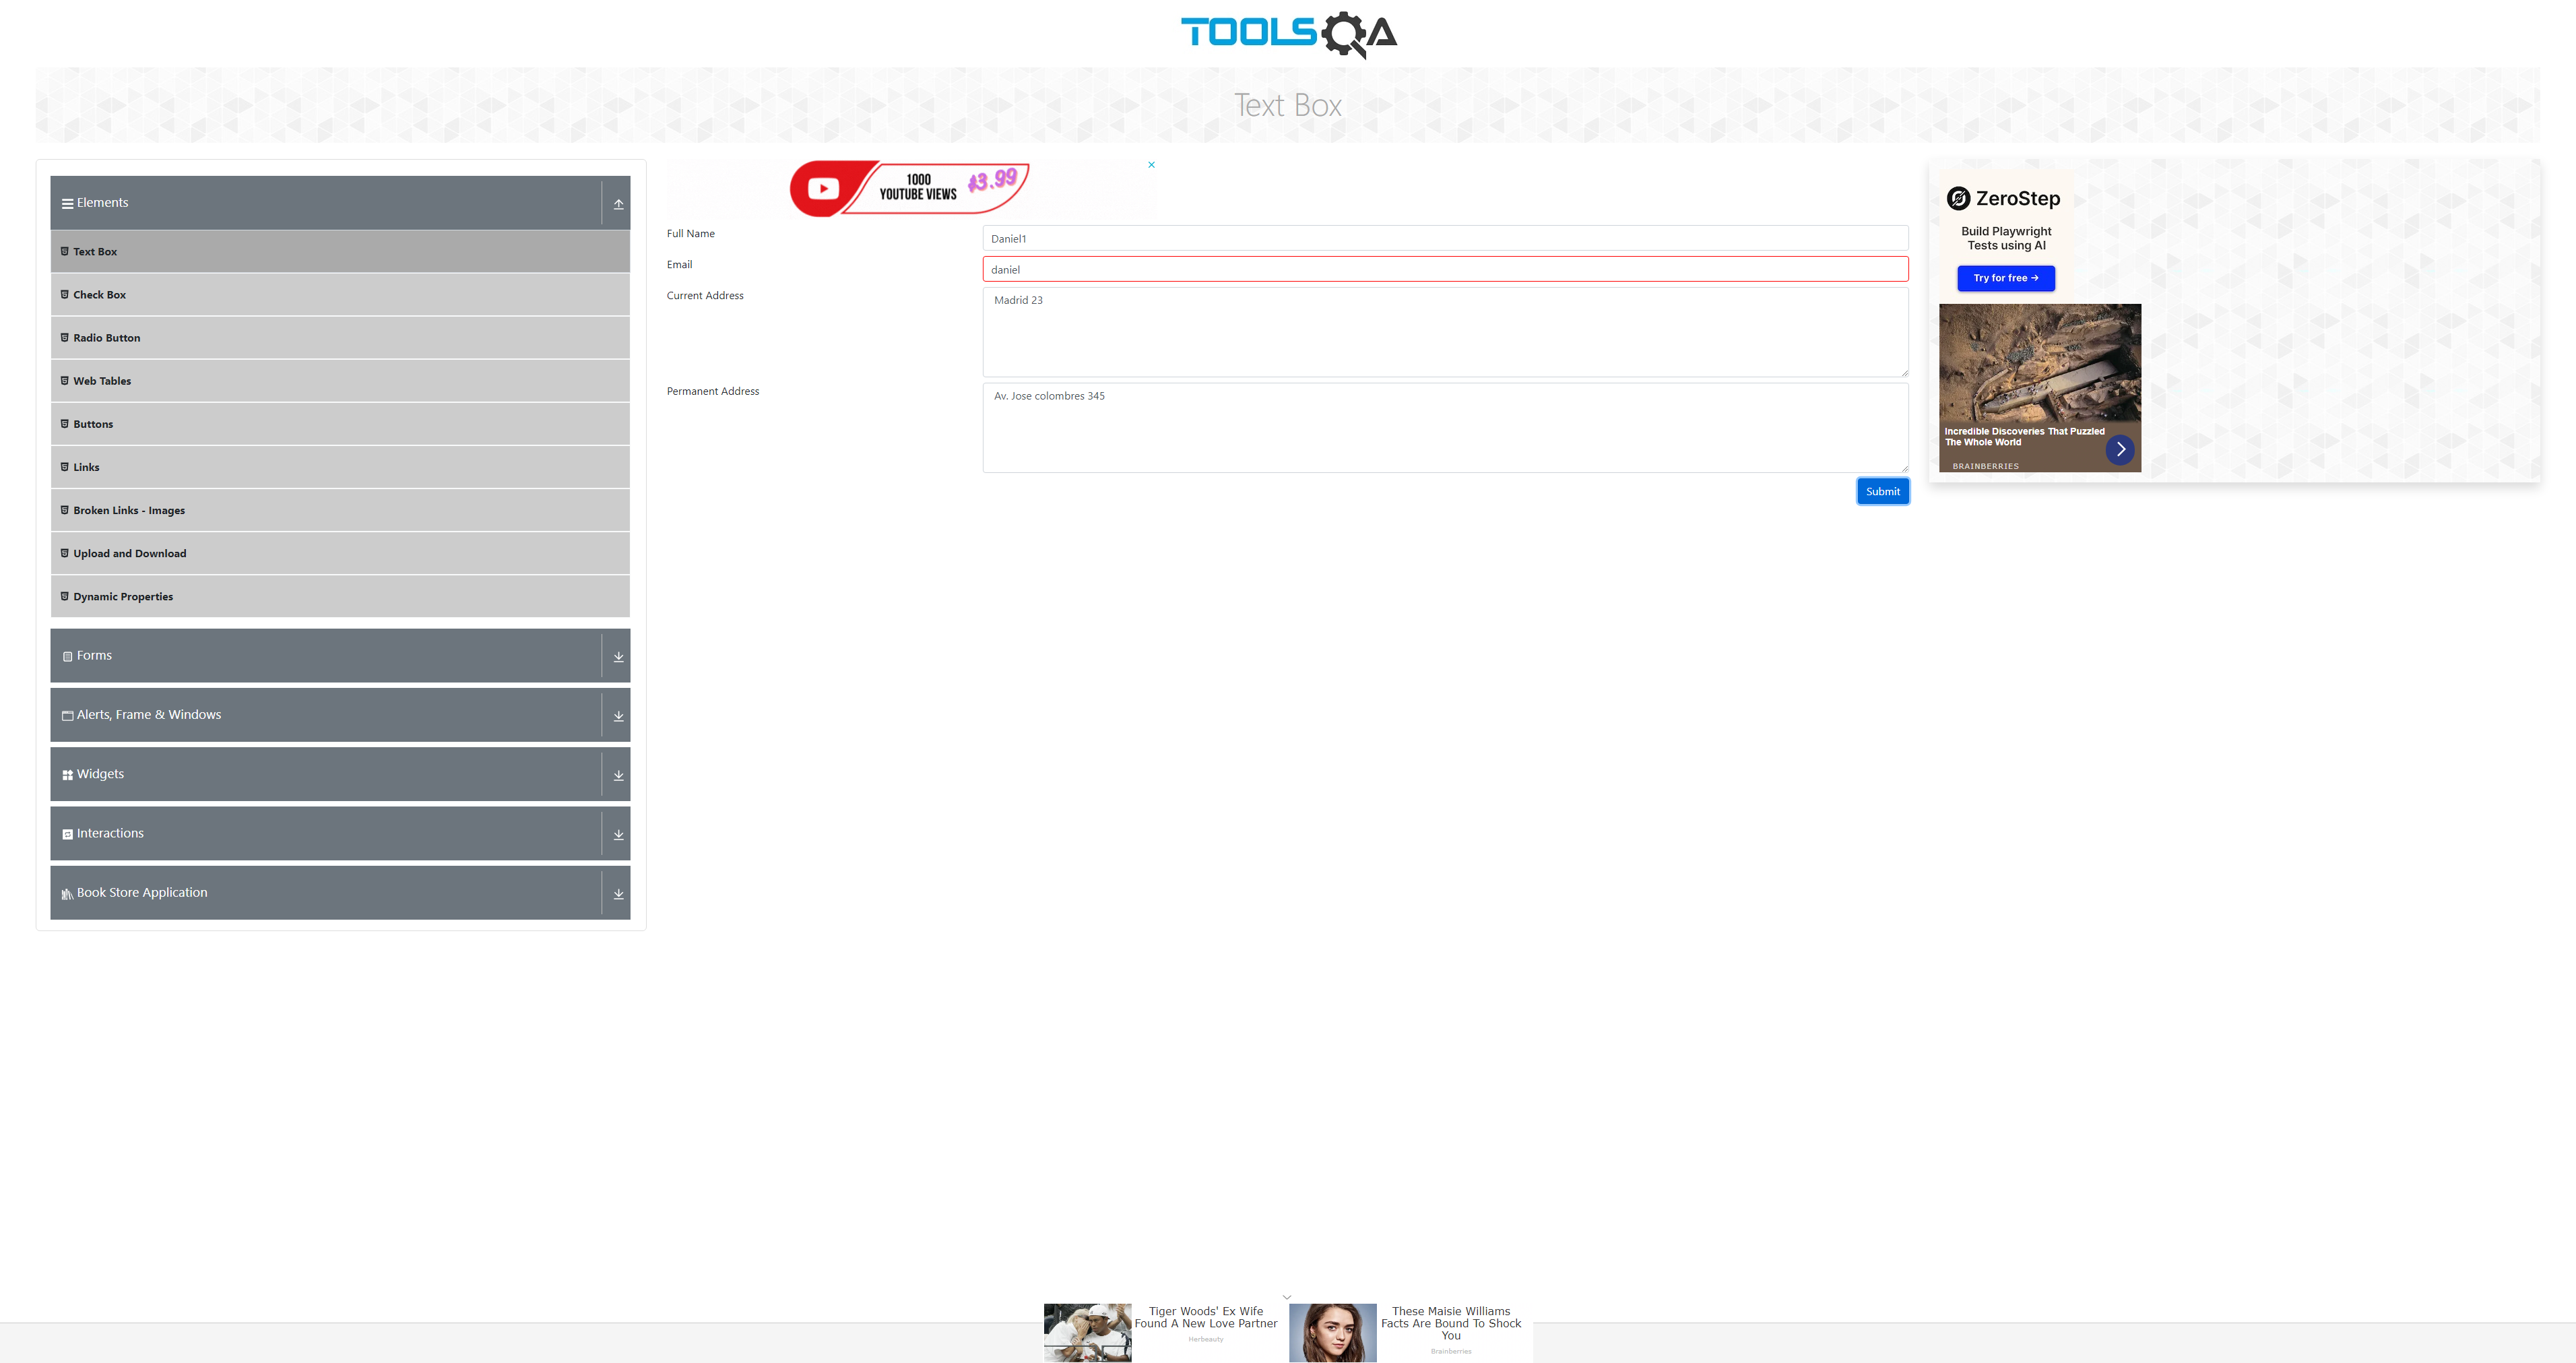 TOOLSQA
Text Box
Elements
Text Box
Check Box
Radio Button
Web Tables
Buttons
Links
Broken Links - Images
Upload and Download
Dynamic Properties
Forms
Alerts, Frame & Windows
Widgets
Interactions
Book Store Application
1000
YOUTUBE VIEWS
$3.99
Full Name
Daniel1
Email
daniel
Current Address
Madrid 23
Permanent Address
Av. Jose colombres 345
Submit
ZeroStep
Build Playwright
Tests using AI
Try for free →
Incredible Discoveries That Puzzled
The Whole World
BRAINBERRIES
Tiger Woods' Ex Wife
Found A New Love Partner
Herbeauty
These Maisie Williams
Facts Are Bound To Shock
You
Brainberries